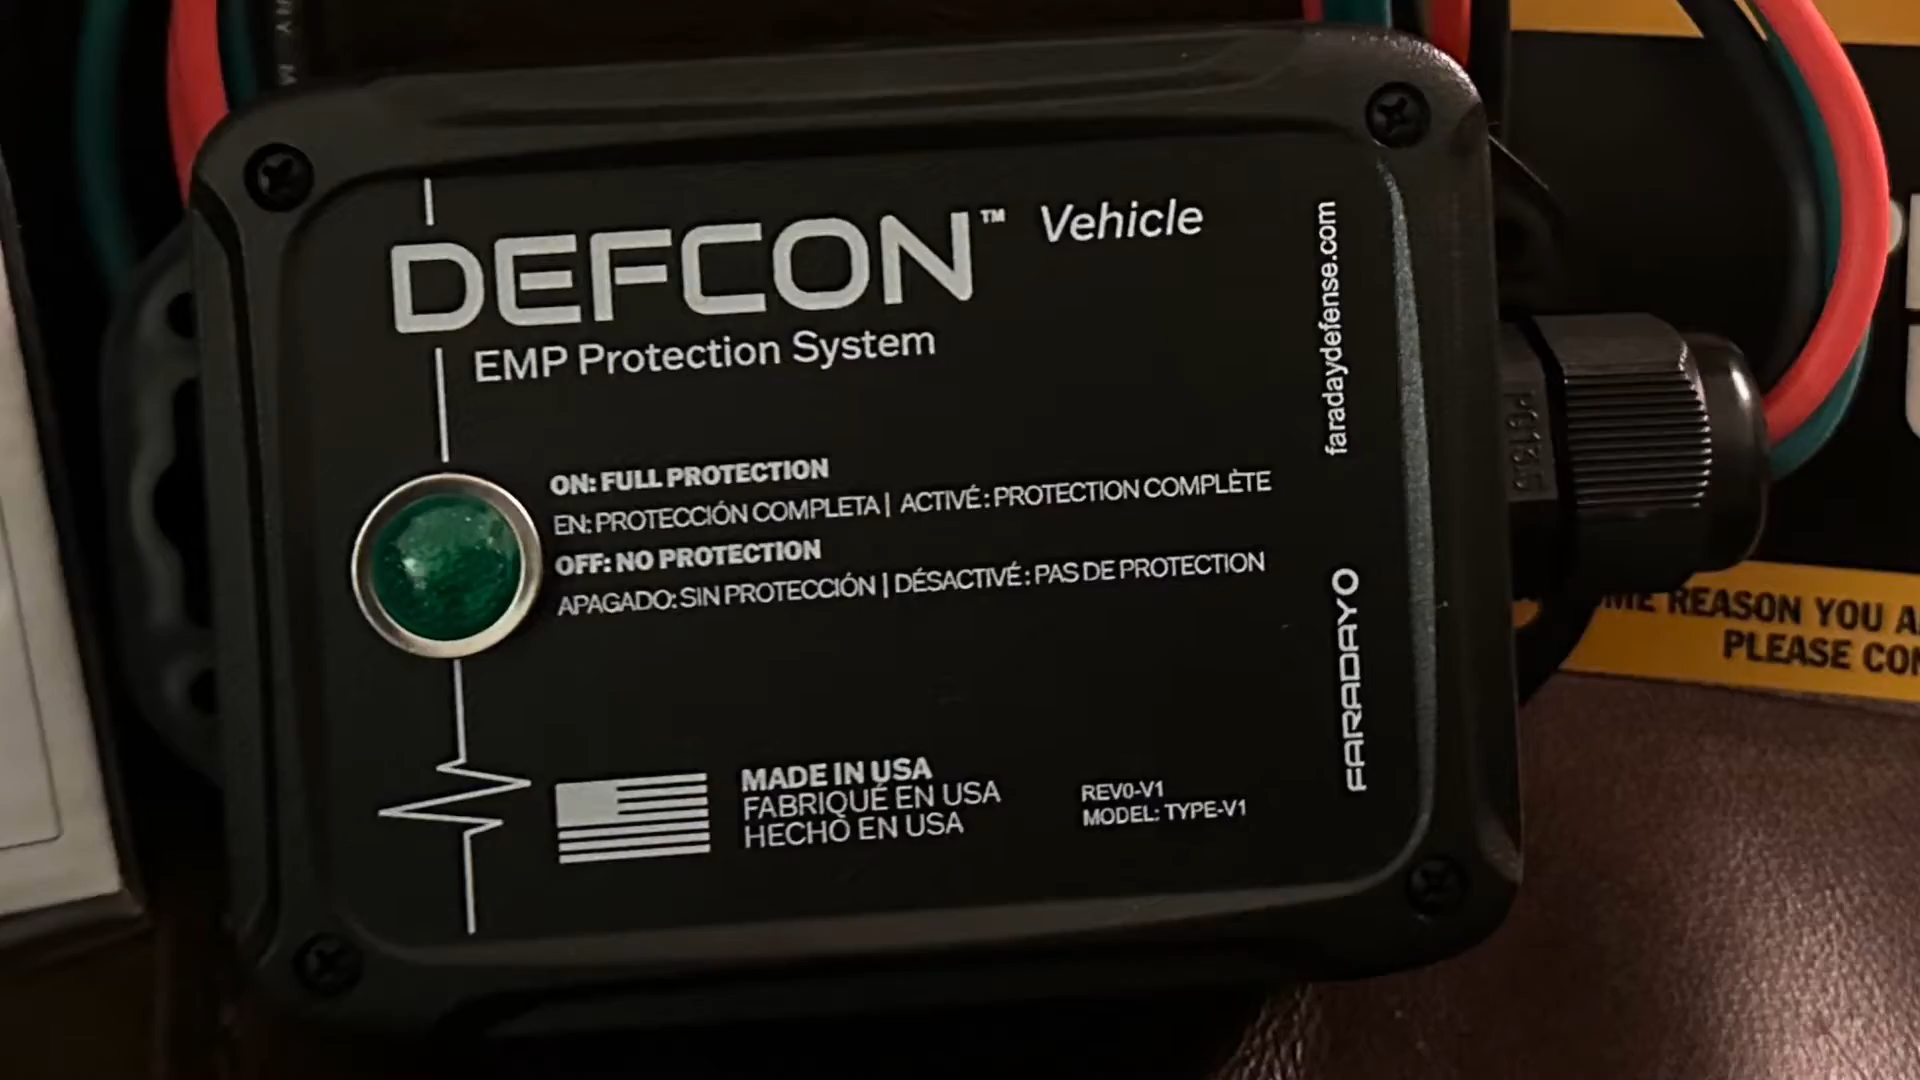 DEFCON™ Vehicle
EMP Protection System
ON: FULL PROTECTION
EN: PROTECCIÓN COMPLETA | ACTIVÉ : PROTECTION COMPLÈTE
OFF: NO PROTECTION
APAGADO: SIN PROTECCIÓN | DÉSACTIVÉ : PAS DE PROTECTION
MADE IN USA
FABRIQUÉ EN USA
HECHO EN USA
REV0-V1
MODEL: TYPE-V1
faradaydefense.com
FARADAYO
REASON YOU
PLEASE